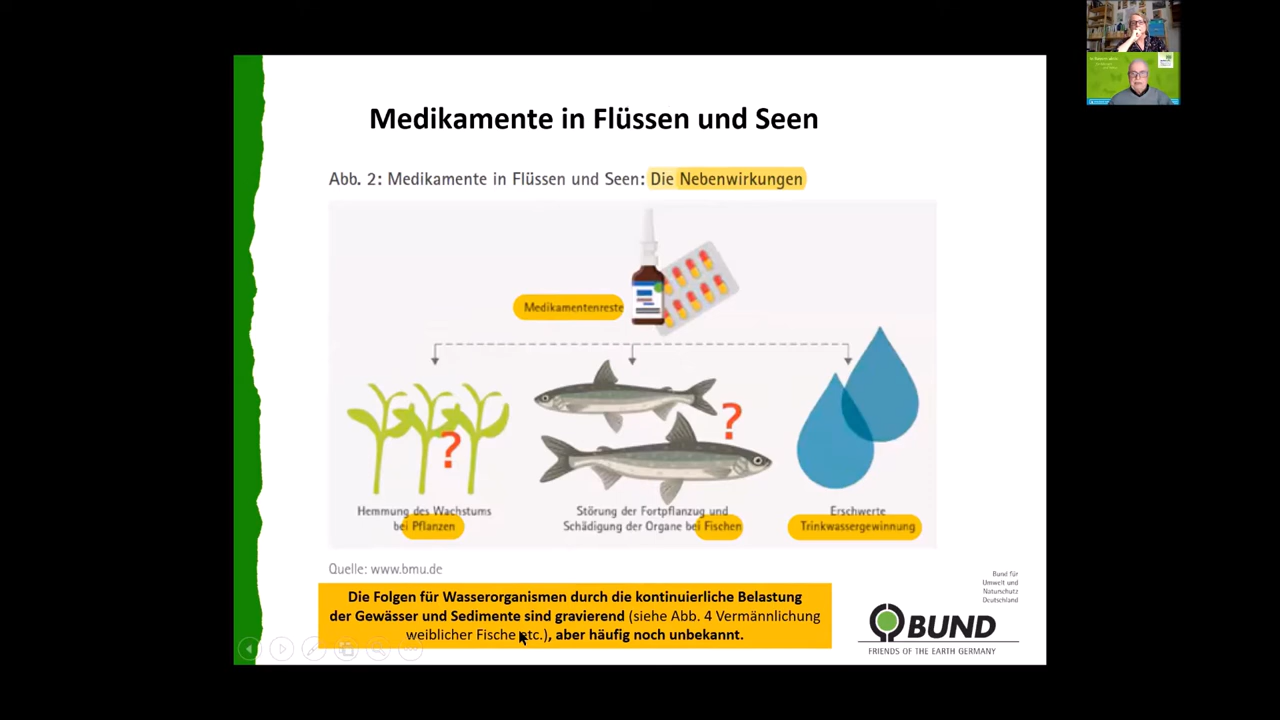 Medikamente in Flüssen und Seen
Abb. 2: Medikamente in Flüssen und Seen: Die Nebenwirkungen
Medikamentenreste
?
?
Hemmung des Wachstums
bei Pflanzen
Störung der Fortpflanzug und
Schädigung der Organe bei Fischen
Erschwerte
Trinkwassergewinnung
Quelle: www.bmu.de
Die Folgen für Wasserorganismen durch die kontinuierliche Belastung
der Gewässer und Sedimente sind gravierend (siehe Abb. 4 Vermännlichung
weiblicher Fische etc.), aber häufig noch unbekannt.
Bund für
Umwelt und
Naturschutz
Deutschland
BUND
FRIENDS OF THE EARTH GERMANY